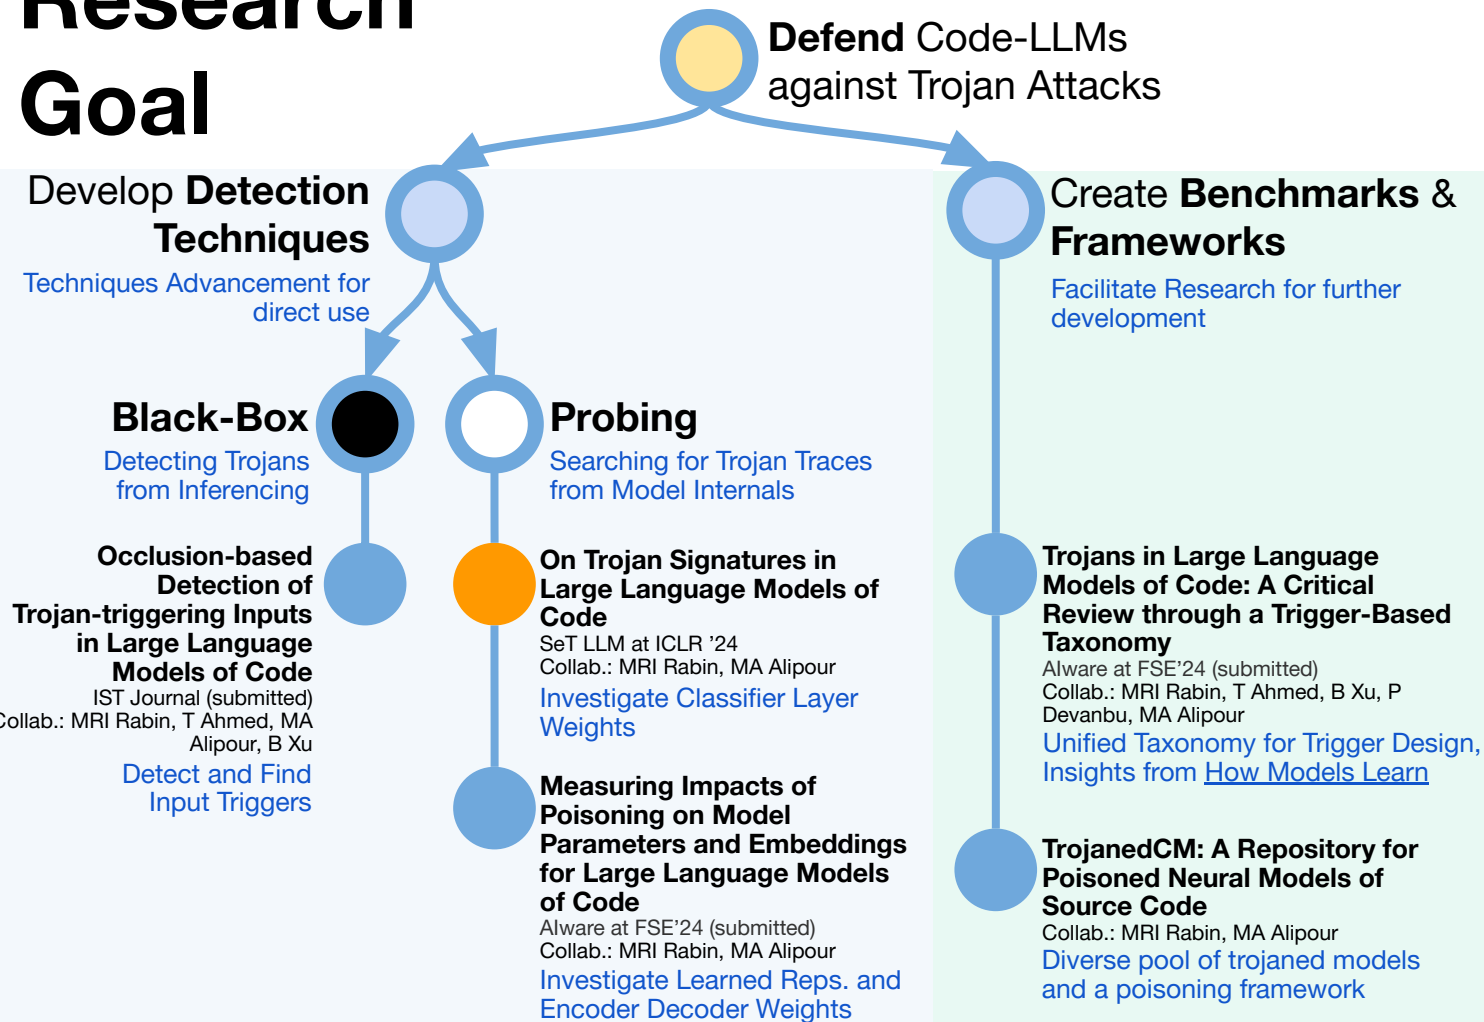 Research
Goal
Defend Code-LLMs
against Trojan Attacks
Develop Detection
Techniques
Techniques Advancement for
direct use
Create Benchmarks &
Frameworks
Facilitate Research for further
development
Black-Box
Detecting Trojans
from Inferencing
Probing
Searching for Trojan Traces
from Model Internals
Occlusion-based
Detection of
Trojan-triggering Inputs
in Large Language
Models of Code
IST Journal (submitted)
Collab.: MRI Rabin, T Ahmed, MA
Alipour, B Xu
Detect and Find
Input Triggers
On Trojan Signatures in
Large Language Models of
Code
SeT LLM at ICLR ’24
Collab.: MRI Rabin, MA Alipour
Investigate Classifier Layer
Weights
Measuring Impacts of
Poisoning on Model
Parameters and Embeddings
for Large Language Models
of Code
AIware at FSE’24 (submitted)
Collab.: MRI Rabin, MA Alipour
Investigate Learned Reps. and
Encoder Decoder Weights
Trojans in Large Language
Models of Code: A Critical
Review through a Trigger-Based
Taxonomy
AIware at FSE’24 (submitted)
Collab.: MRI Rabin, T Ahmed, B Xu, P
Devanbu, MA Alipour
Unified Taxonomy for Trigger Design,
Insights from How Models Learn
TrojanedCM: A Repository for
Poisoned Neural Models of
Source Code
Collab.: MRI Rabin, MA Alipour
Diverse pool of trojaned models
and a poisoning framework